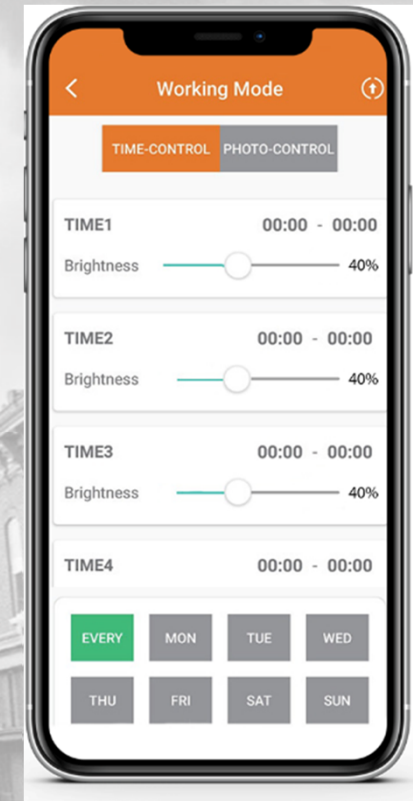 Working Mode
TIME-CONTROL PHOTO-CONTROL
TIME1 00:00 - 00:00
Brightness 40%
TIME2 00:00 - 00:00
Brightness 40%
TIME3 00:00 - 00:00
Brightness 40%
TIME4 00:00 - 00:00
EVERY MON TUE WED
THU FRI SAT SUN